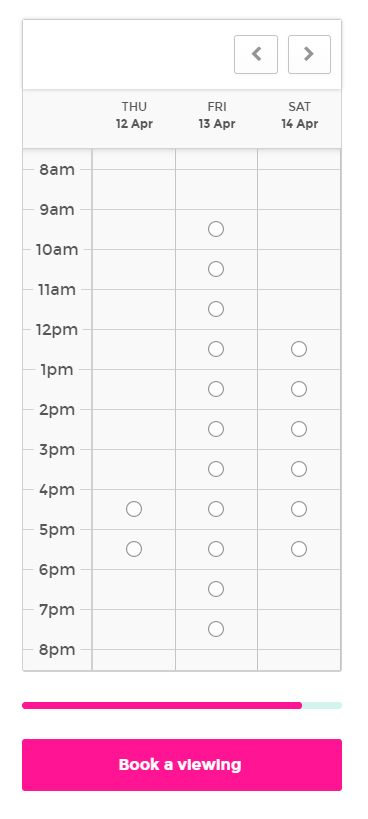 THU FRI SAT
12 Apr 13 Apr 14 Apr
8am
9am
10am
11am
12pm
1pm
2pm
3pm
4pm
5pm
6pm
7pm
8pm
Book a viewing